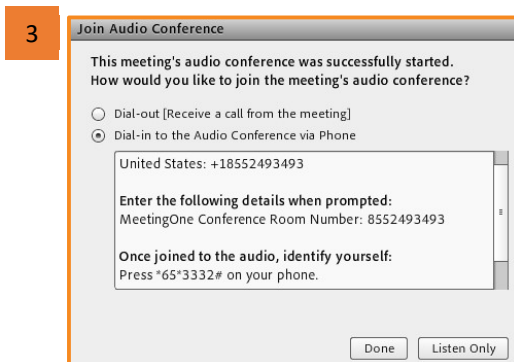 3
Join Audio Conference
This meeting's audio conference was successfully started.
How would you like to join the meeting's audio conference?
Dial-out [Receive a call from the meeting]
Dial-in to the Audio Conference via Phone
United States: +18552493493
Enter the following details when prompted:
MeetingOne Conference Room Number: 8552493493
Once joined to the audio, identify yourself:
Press *65*3332# on your phone.
Done Listen Only